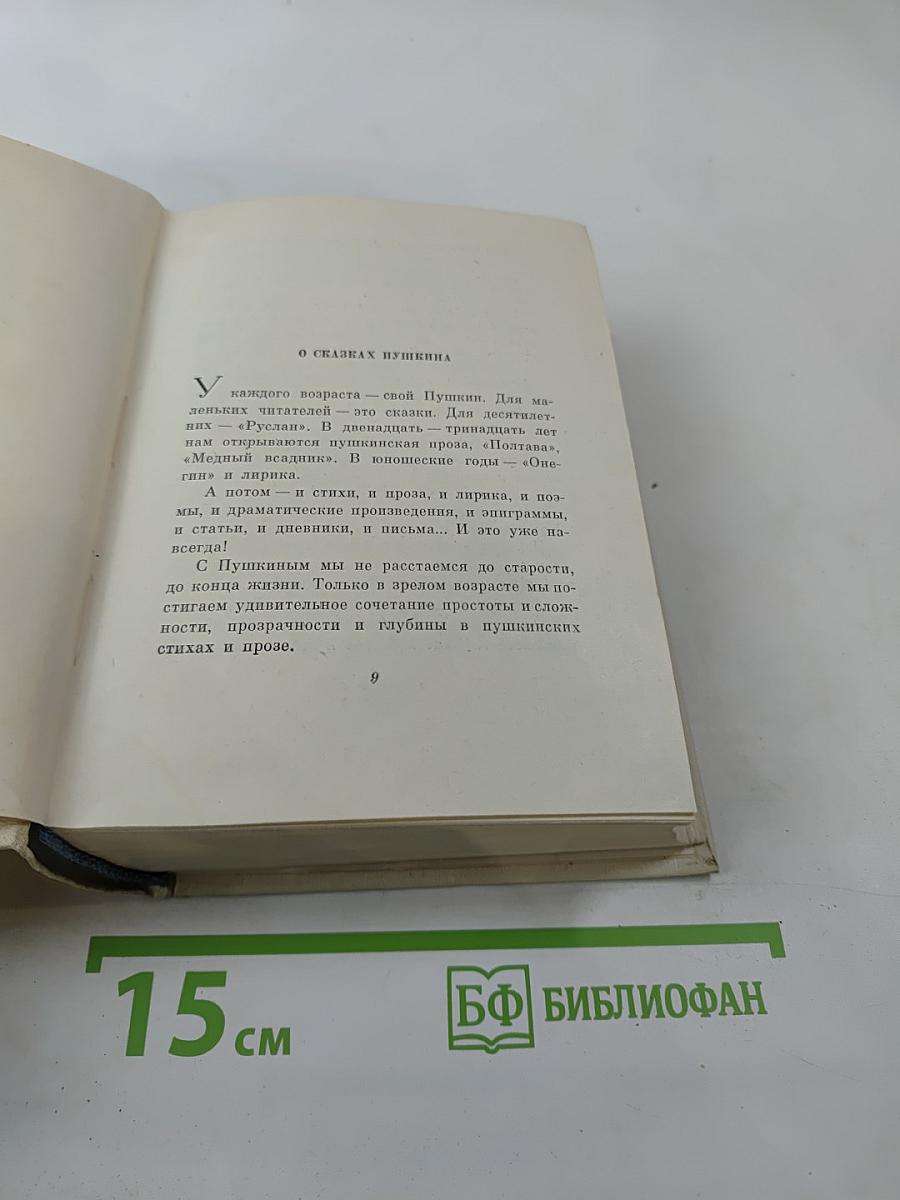 О СКАЗКАХ ПУШКИНА
У каждого возраста — свой Пушкин. Для ма-
леньких читателей — это сказки. Для десятилет-
них — «Руслан». В двенадцать — тринадцать лет
нам открываются пушкинская проза, «Полтава»,
«Медный всадник». В юношеские годы — «Оне-
гин» и лирика.
А потом — и стихи, и проза, и лирика, и поэ-
мы, и драматические произведения, и эпиграммы,
и статьи, и дневники, и письма... И это уже на-
всегда!
С Пушкиным мы не расстаемся до старости,
до конца жизни. Только в зрелом возрасте мы по-
стигаем удивительное сочетание простоты и слож-
ности, прозрачности и глубины в пушкинских
стихах и прозе.
9
15 см
БФ БИБЛИОФАН